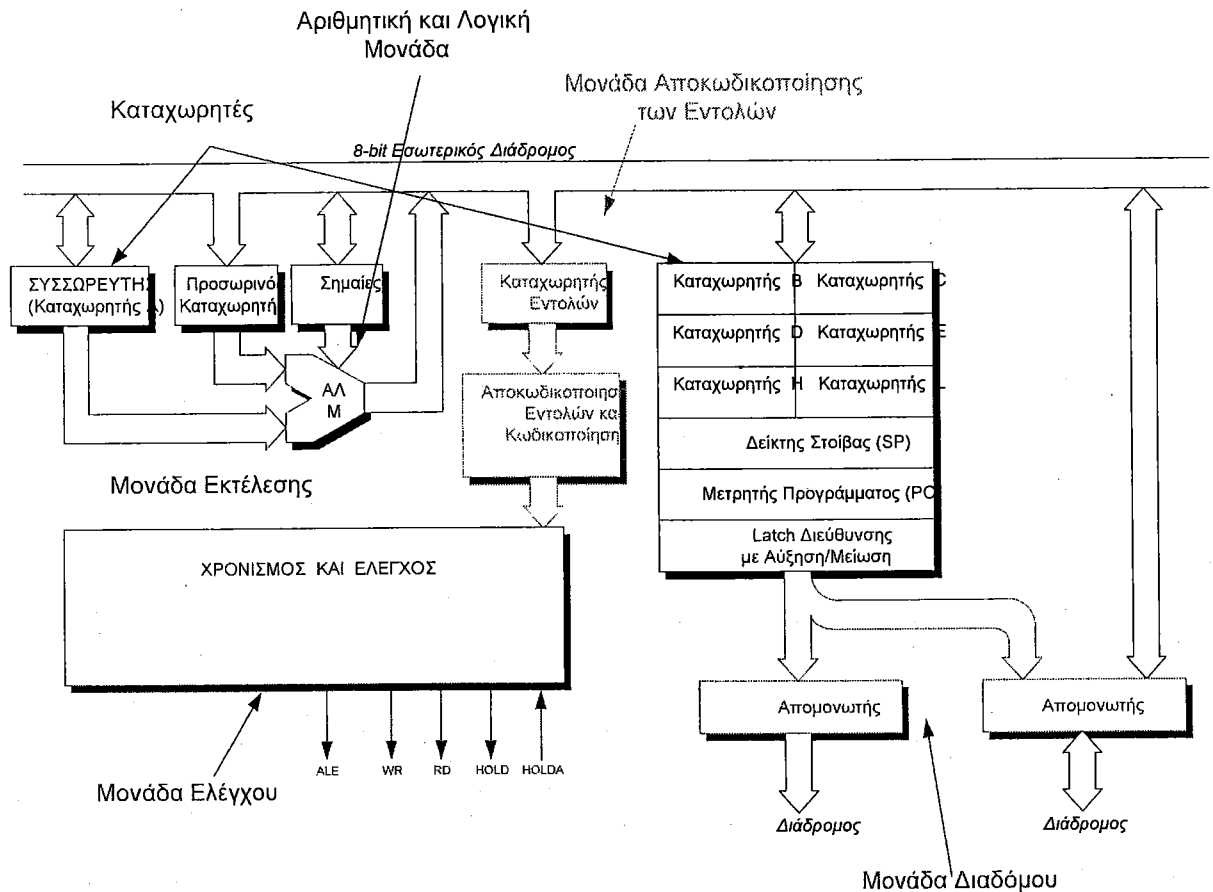 Αριθμητική και Λογική
Μονάδα
Μονάδα Αποκωδικοποίησης
των Εντολών
Καταχωρητές
8-bit Εσωτερικός Διάδρομος
ΣΥΣΣΩΡΕΥΤΗΣ
(Καταχωρητής A)
Προσωρινό
Καταχωρητή
Σημαίες
Καταχωρητής
Εντολών
Καταχωρητής B
Καταχωρητής C
Καταχωρητής D
Καταχωρητής E
Καταχωρητής H
Καταχωρητής L
ΑΛ
Μ
Αποκωδικοποιησ
Εντολών κα
Κωδικοποίηση
Δείκτης Στοίβας (SP)
Μετρητής Προγράμματος (PC
Latch Διεύθυνσης
με Αύξηση/Μείωση
Μονάδα Εκτέλεσης
ΧΡΟΝΙΣΜΟΣ ΚΑΙ ΕΛΕΓΧΟΣ
Απομονωτής
Απομονωτής
ALE
WR
RD
HOLD
HOLDA
Μονάδα Ελέγχου
Διάδρομος
Διάδρομος
Μονάδα Διαδόμου